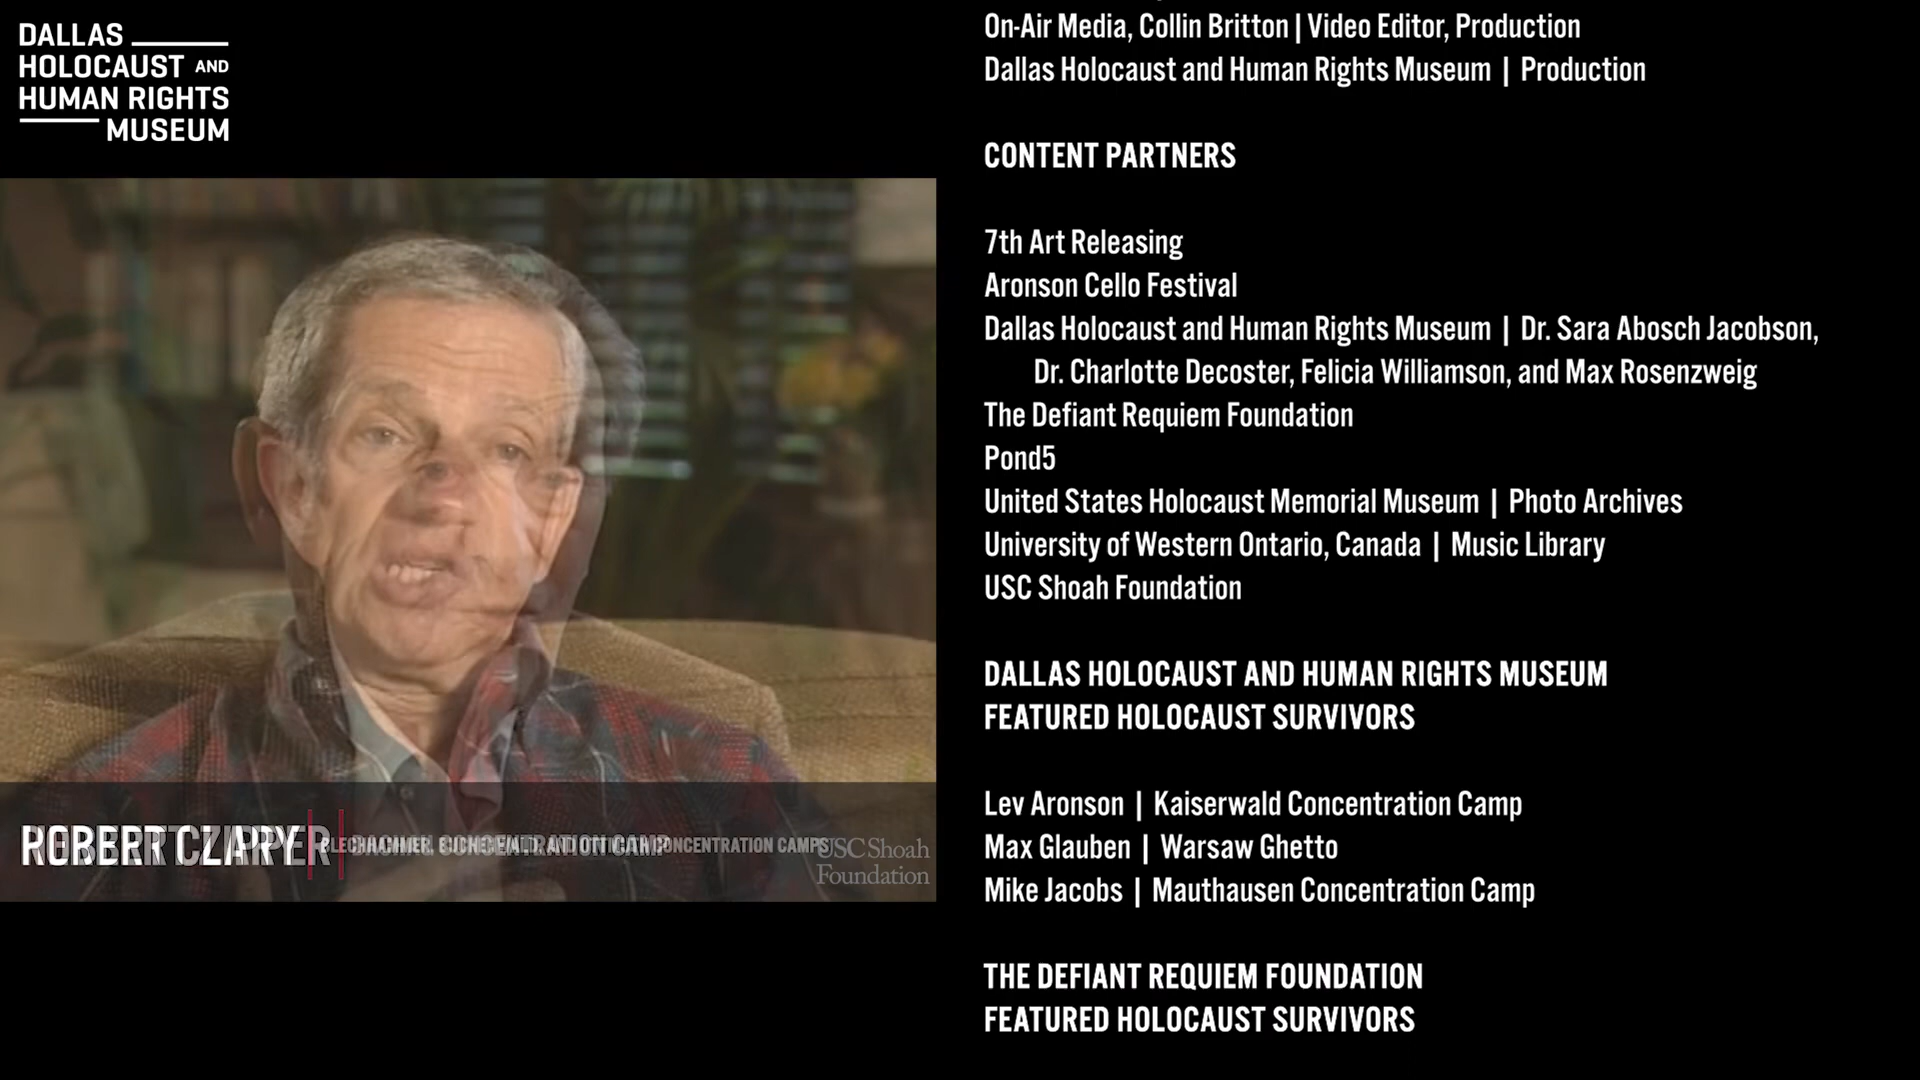 DALLAS
HOLOCAUST AND
HUMAN RIGHTS
MUSEUM
On-Air Media, Collin Britton | Video Editor, Production
Dallas Holocaust and Human Rights Museum | Production
CONTENT PARTNERS
7th Art Releasing
Aronson Cello Festival
Dallas Holocaust and Human Rights Museum | Dr. Sara Abosch Jacobson,
Dr. Charlotte Decoster, Felicia Williamson, and Max Rosenzweig
The Defiant Requiem Foundation
Pond5
United States Holocaust Memorial Museum | Photo Archives
University of Western Ontario, Canada | Music Library
USC Shoah Foundation
DALLAS HOLOCAUST AND HUMAN RIGHTS MUSEUM
FEATURED HOLOCAUST SURVIVORS
Lev Aronson | Kaiserwald Concentration Camp
Max Glauben | Warsaw Ghetto
Mike Jacobs | Mauthausen Concentration Camp
THE DEFIANT REQUIEM FOUNDATION
FEATURED HOLOCAUST SURVIVORS
CONCENTRATION CAMPS
USC Shoah
Foundation